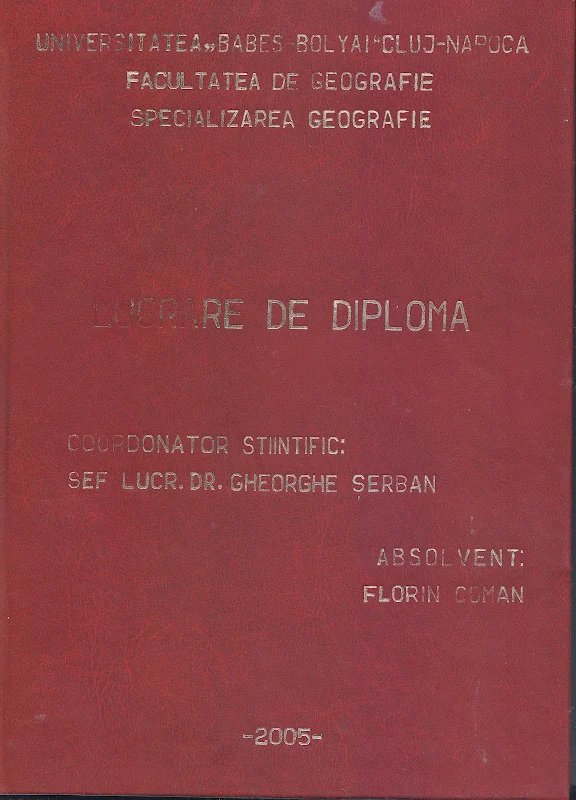 UNIVERSITATEA „BABES-BOLYAI" CLUJ-NAPOCA
FACULTATEA DE GEOGRAFIE
SPECIALIZAREA GEOGRAFIE
LUCRARE DE DIPLOMA
COORDONATOR STIINTIFIC:
SEF LUCR. DR. GHEORGHE ȘERBAN
ABSOLVENT:
FLORIN COMAN
-2005-